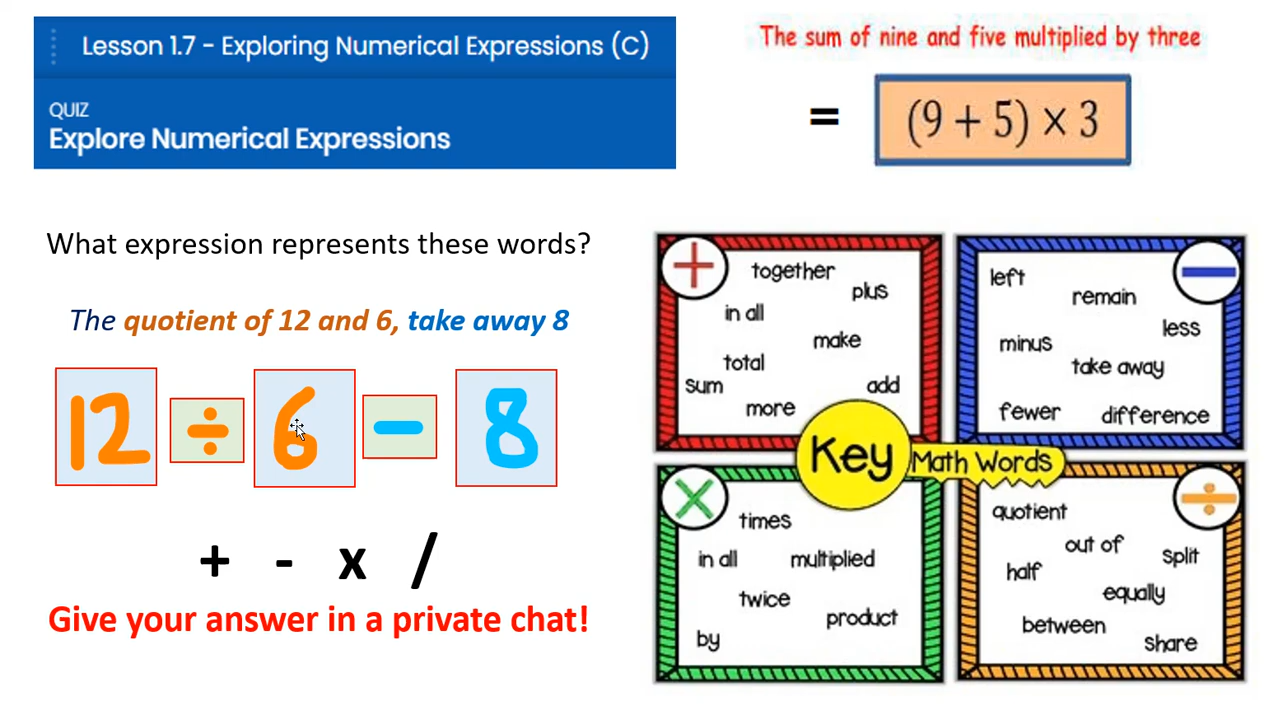 Lesson 1.7 - Exploring Numerical Expressions (C)
QUIZ
Explore Numerical Expressions
The sum of nine and five multiplied by three
= (9 + 5) × 3
What expression represents these words?
The quotient of 12 and 6, take away 8
12 ÷ 6 − 8
+ - x /
Give your answer in a private chat!
+
together
plus
in all
make
total
sum
add
more
−
left
remain
less
minus
take away
fewer
difference
Key
Math Words
×
times
in all
multiplied
twice
product
by
÷
quotient
out of
split
half
equally
between
share